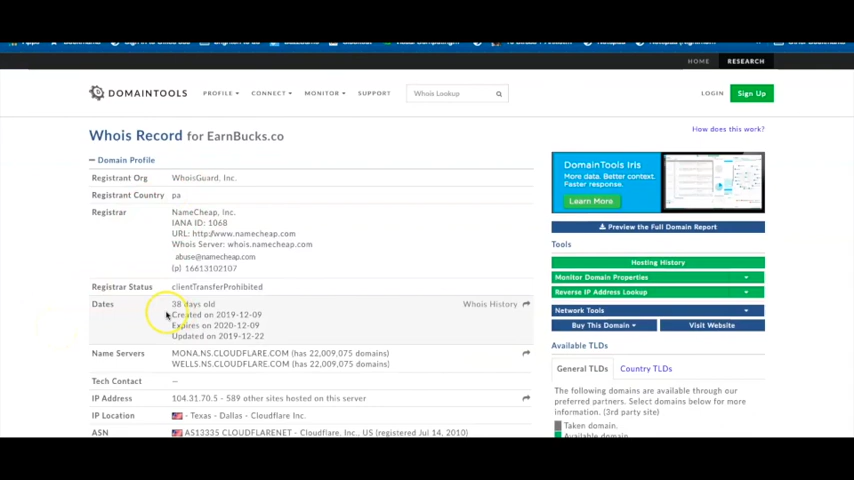 HOME
RESEARCH
DOMAINTOOLS
PROFILE
CONNECT
MONITOR
SUPPORT
Whois Lookup
LOGIN
Sign Up
Whois Record for EarnBucks.co
How does this work?
Domain Profile
Registrant Org WhoisGuard, Inc.
Registrant Country pa
Registrar NameCheap, Inc.
IANA ID: 1068
URL: http://www.namecheap.com
Whois Server: whois.namecheap.com
abuse@namecheap.com
(p) 16613102107
Registrar Status clientTransferProhibited
Dates 38 days old
Created on 2019-12-09
Expires on 2020-12-09
Updated on 2019-12-22
Whois History
Name Servers MONA.NS.CLOUDFLARE.COM (has 22,009,075 domains)
WELLS.NS.CLOUDFLARE.COM (has 22,009,075 domains)
Tech Contact —
IP Address 104.31.70.5 - 589 other sites hosted on this server
IP Location - Texas - Dallas - Cloudflare Inc.
ASN AS13335 CLOUDFLARENET - Cloudflare, Inc., US (registered Jul 14, 2010)
DomainTools Iris
More data. Better context.
Faster response.
Learn More
Preview the Full Domain Report
Tools
Hosting History
Monitor Domain Properties
Reverse IP Address Lookup
Network Tools
Buy This Domain
Visit Website
Available TLDs
General TLDs
Country TLDs
The following domains are available through our
preferred partners. Select domains below for more
information. (3rd party site)
Taken domain.
Available domain.